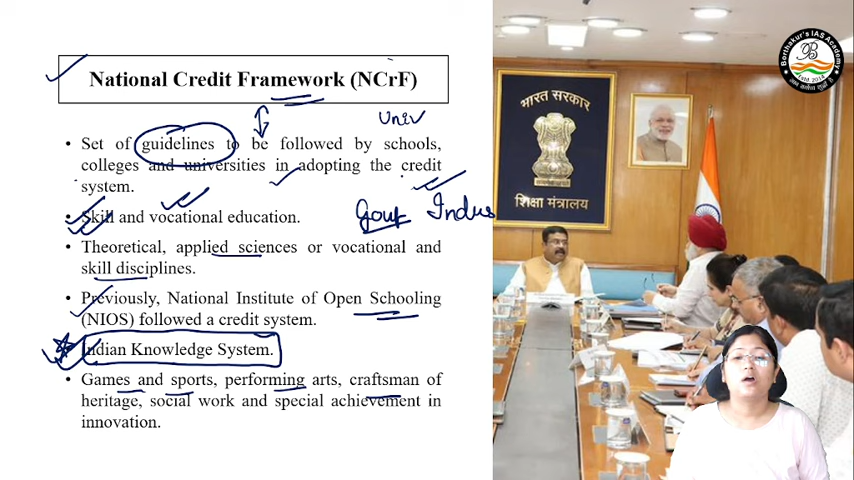 National Credit Framework (NCrF)
Univ
• Set of guidelines to be followed by schools,
colleges and universities in adopting the credit
system.
• Skill and vocational education.
Govt Indus
• Theoretical, applied sciences or vocational and
skill disciplines.
• Previously, National Institute of Open Schooling
(NIOS) followed a credit system.
Indian Knowledge System.
• Games and sports, performing arts, craftsman of
heritage, social work and special achievement in
innovation.
भारत सरकार
शिक्षा मंत्रालय
Borthakur's IAS Academy
B
Estd. 2014